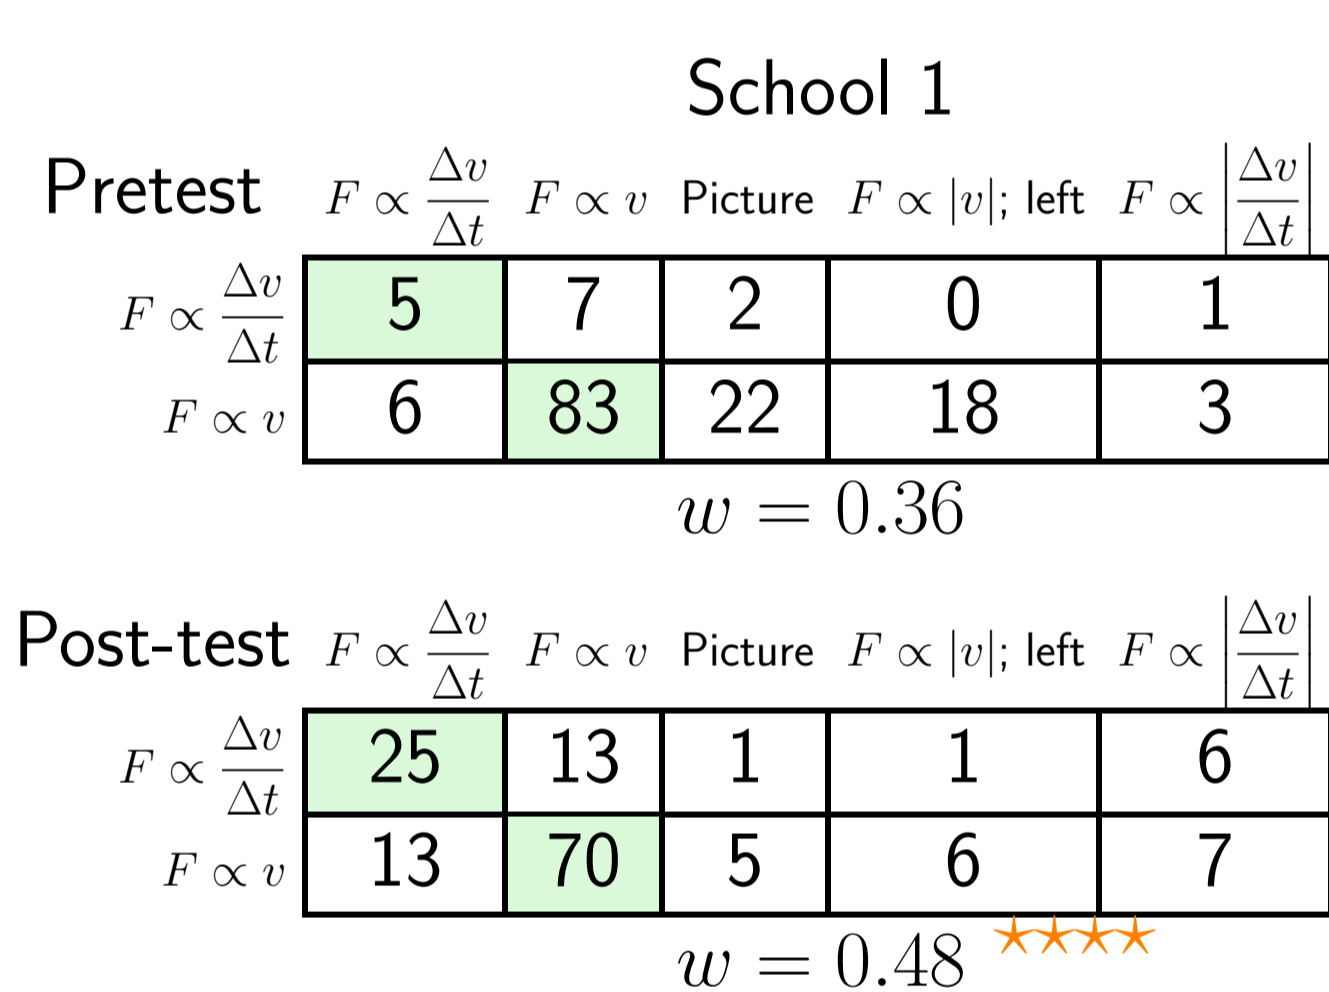 School 1
Pretest F ∝ Δv/Δt F ∝ v Picture F ∝ |v|; left F ∝ |Δv/Δt|
F ∝ Δv/Δt 5 7 2 0 1
F ∝ v 6 83 22 18 3
w = 0.36
Post-test F ∝ Δv/Δt F ∝ v Picture F ∝ |v|; left F ∝ |Δv/Δt|
F ∝ Δv/Δt 25 13 1 1 6
F ∝ v 13 70 5 6 7
w = 0.48 ★★★★